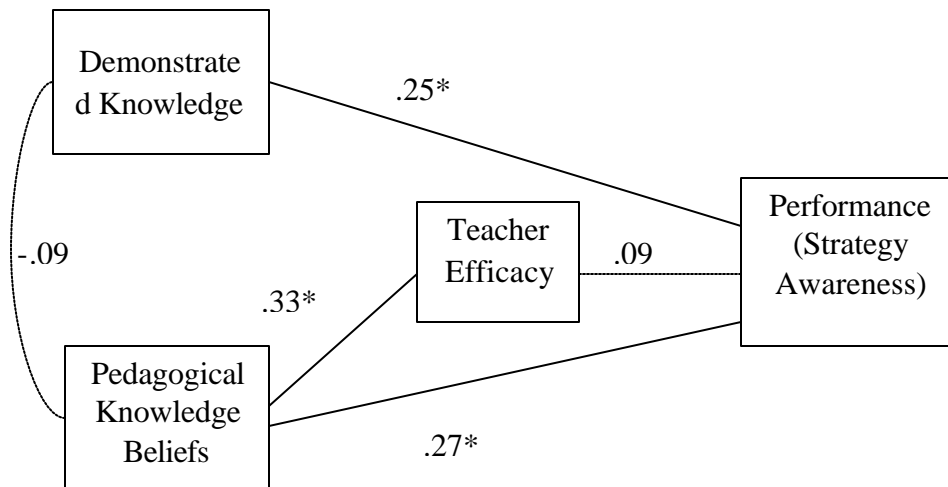 Demonstrate
d Knowledge
.25*
Performance
(Strategy
Awareness)
Teacher
Efficacy
.09
-.09
.33*
Pedagogical
Knowledge
Beliefs
.27*